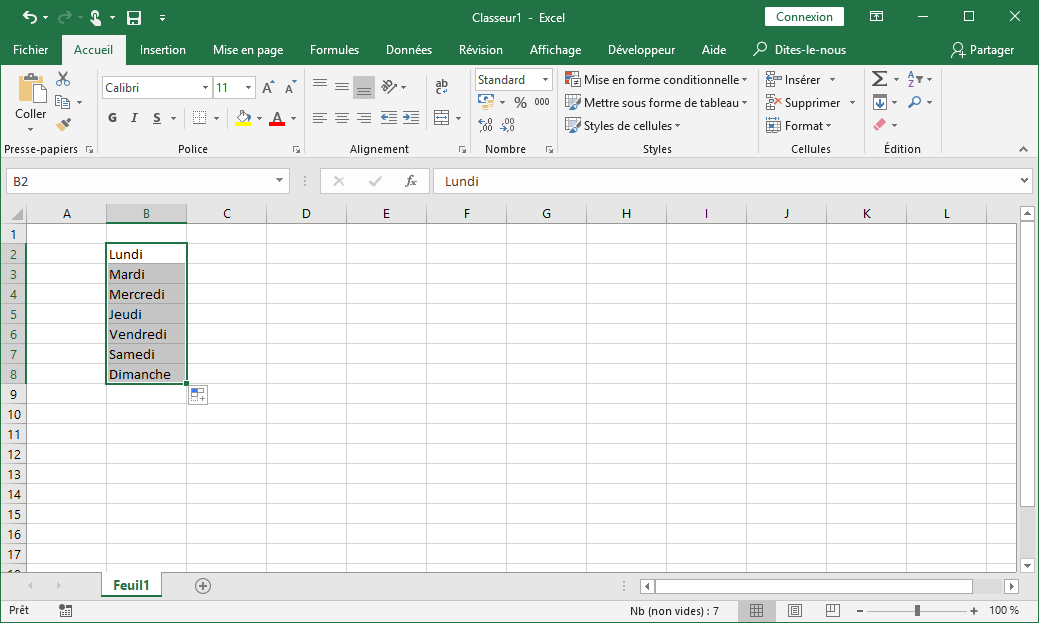 Classeur1 - Excel
Connexion
Fichier Accueil Insertion Mise en page Formules Données Révision Affichage Développeur Aide Dites-le-nous Partager
Coller
Calibri 11
G I S
Standard
% 000
Mise en forme conditionnelle
Mettre sous forme de tableau
Styles de cellules
Insérer
Supprimer
Format
Presse-papiers Police Alignement Nombre Styles Cellules Édition
B2 fx Lundi
A B C D E F G H I J K L
1
2 Lundi
3 Mardi
4 Mercredi
5 Jeudi
6 Vendredi
7 Samedi
8 Dimanche
9
10
11
12
13
14
15
16
17
Feuil1
Prêt Nb (non vides) : 7 100 %